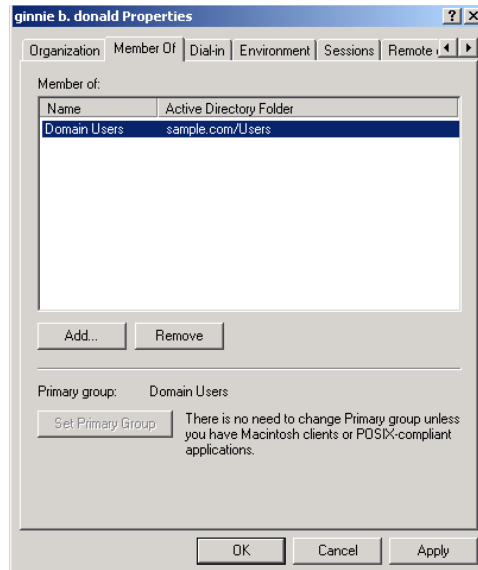 ginnie b. donald Properties
Organization Member Of Dial-in Environment Sessions Remote
Member of:
Name Active Directory Folder
Domain Users sample.com/Users
Add... Remove
Primary group: Domain Users
Set Primary Group
There is no need to change Primary group unless
you have Macintosh clients or POSIX-compliant
applications.
OK Cancel Apply